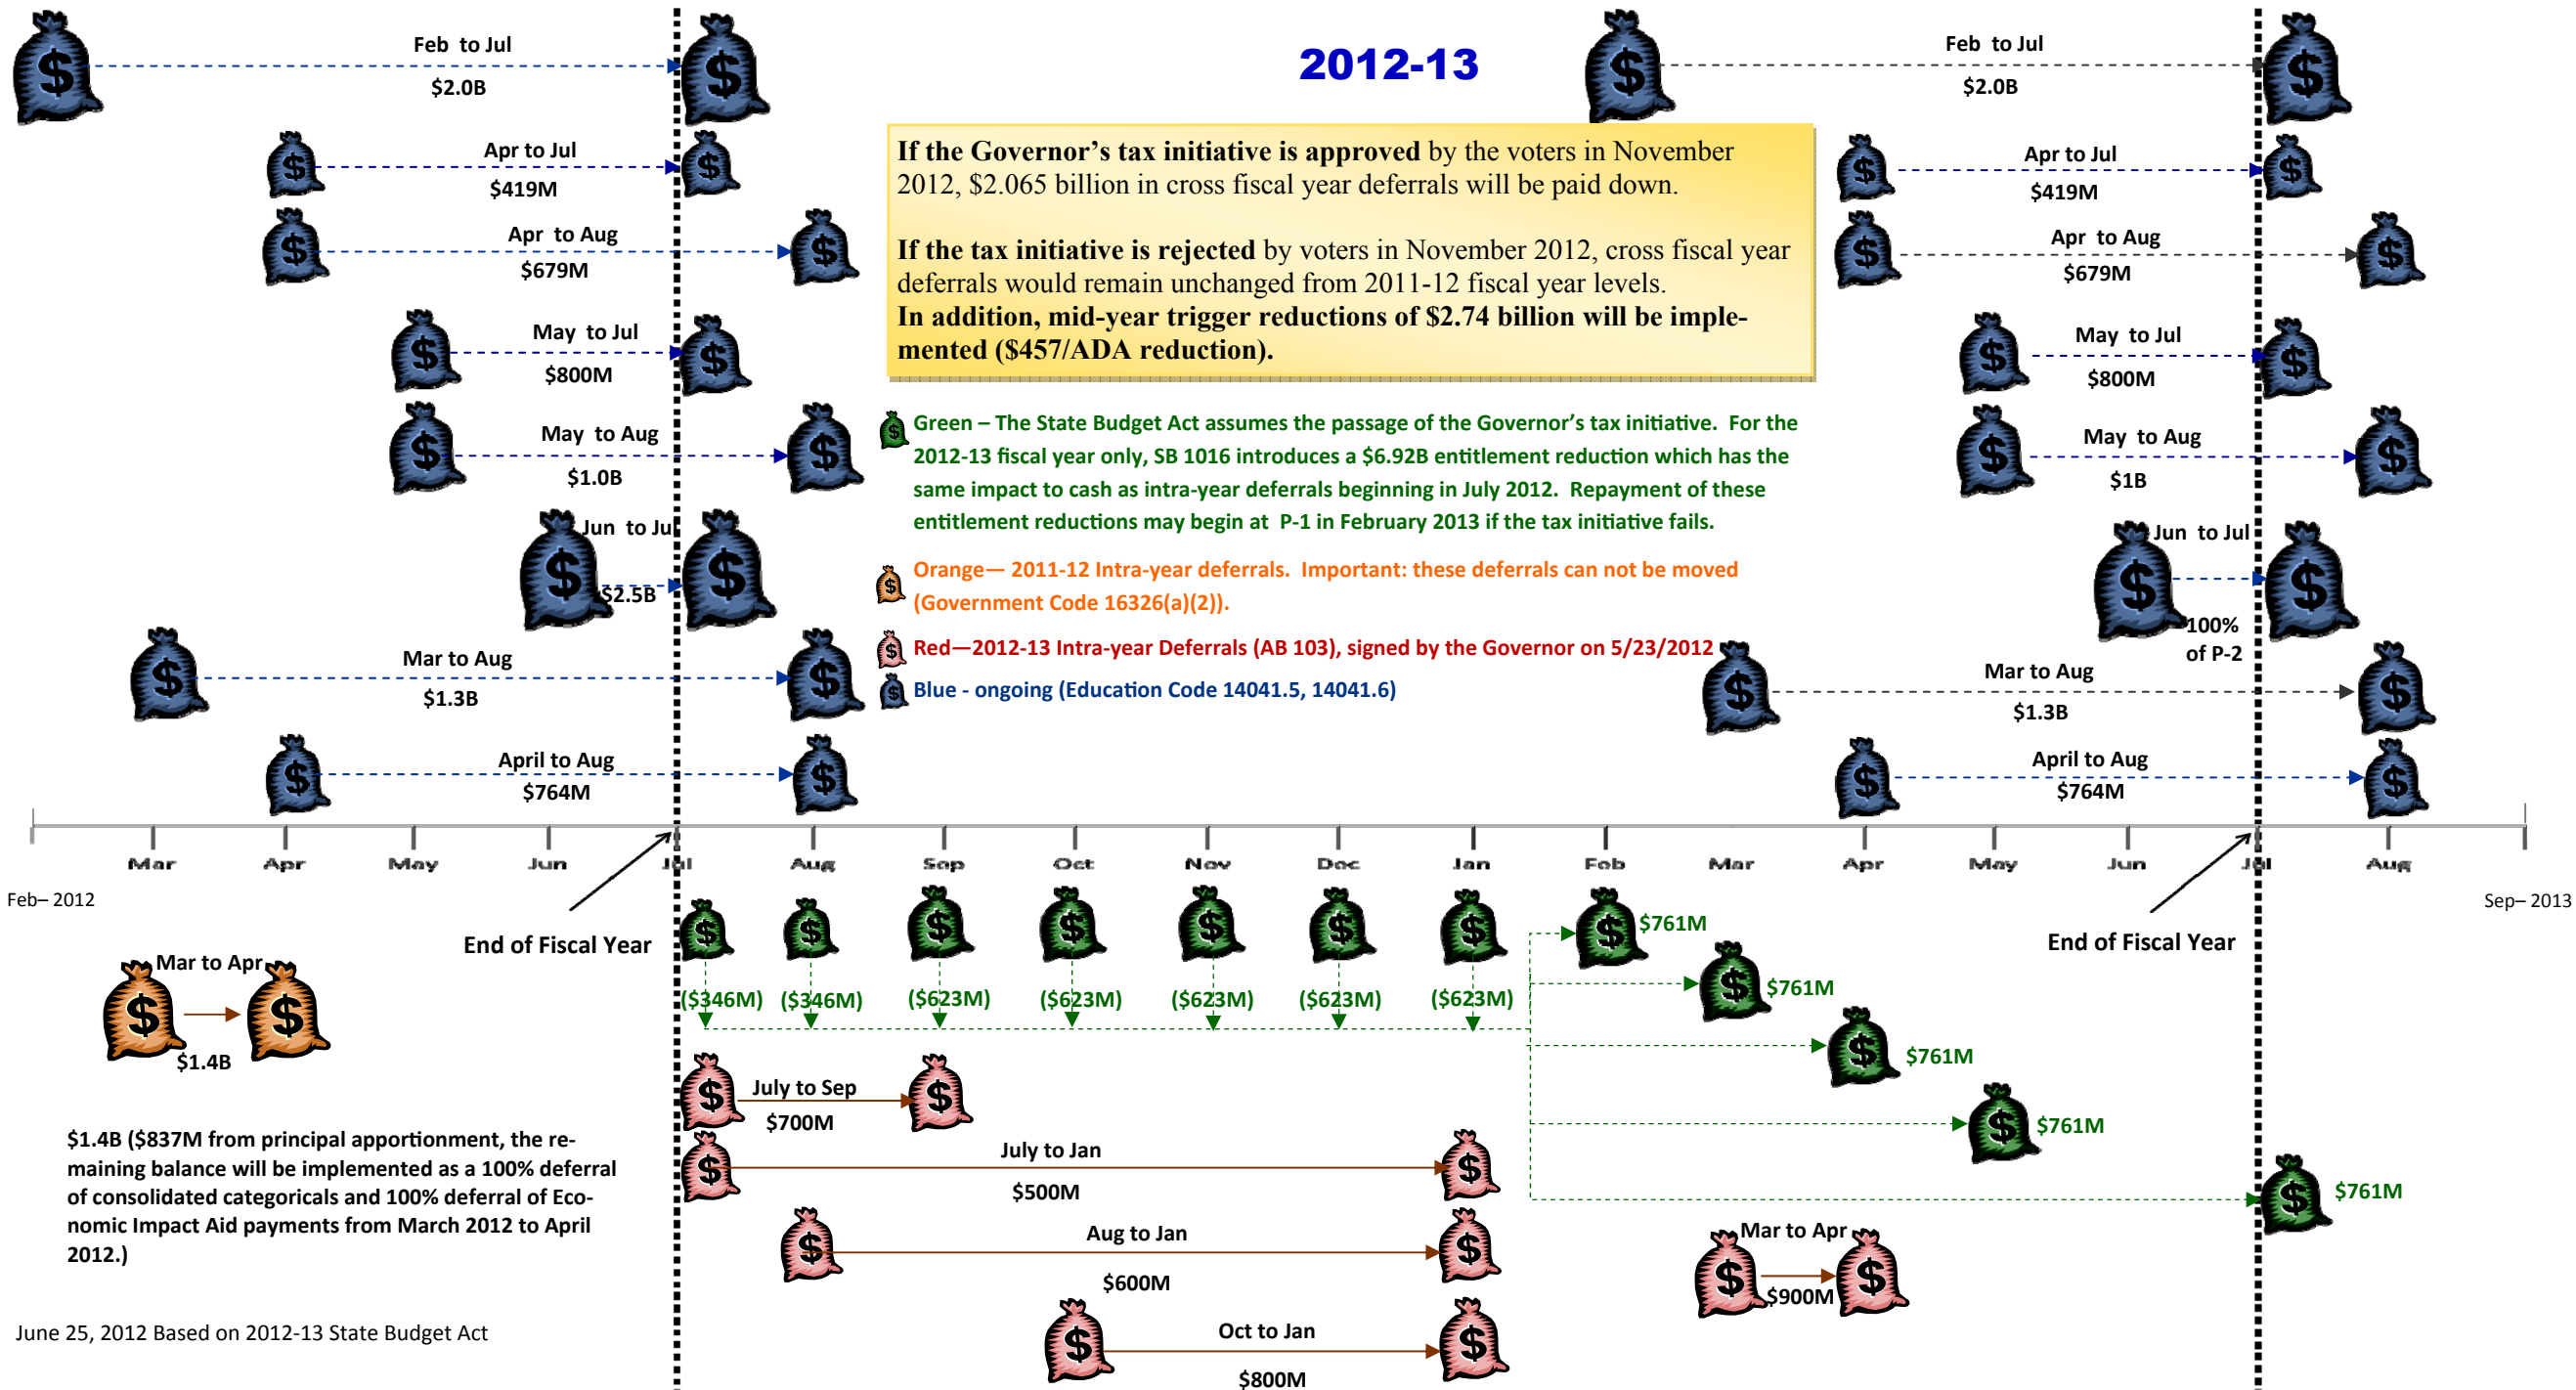 2012-13
Feb to Jul
$2.0B
Apr to Jul
$419M
Apr to Aug
$679M
May to Jul
$800M
May to Aug
$1.0B
Jun to Jul
$2.5B
Mar to Aug
$1.3B
April to Aug
$764M
If the Governor's tax initiative is approved by the voters in November
2012, $2.065 billion in cross fiscal year deferrals will be paid down.
If the tax initiative is rejected by voters in November 2012, cross fiscal year
deferrals would remain unchanged from 2011-12 fiscal year levels.
In addition, mid-year trigger reductions of $2.74 billion will be imple-
mented ($457/ADA reduction).
Green – The State Budget Act assumes the passage of the Governor's tax initiative. For the
2012-13 fiscal year only, SB 1016 introduces a $6.92B entitlement reduction which has the
same impact to cash as intra-year deferrals beginning in July 2012. Repayment of these
entitlement reductions may begin at P-1 in February 2013 if the tax initiative fails.
Orange— 2011-12 Intra-year deferrals. Important: these deferrals can not be moved
(Government Code 16326(a)(2)).
Red—2012-13 Intra-year Deferrals (AB 103), signed by the Governor on 5/23/2012
Blue - ongoing (Education Code 14041.5, 14041.6)
Feb to Jul
$2.0B
Apr to Jul
$419M
Apr to Aug
$679M
May to Jul
$800M
May to Aug
$1B
Jun to Jul
100%
of P-2
Mar to Aug
$1.3B
April to Aug
$764M
Mar Apr May Jun Jul Aug Sep Oct Nov Dec Jan Feb Mar Apr May Jun Jul Aug
Feb– 2012
Sep– 2013
End of Fiscal Year
End of Fiscal Year
Mar to Apr
$1.4B
$1.4B ($837M from principal apportionment, the re-
maining balance will be implemented as a 100% deferral
of consolidated categoricals and 100% deferral of Eco-
nomic Impact Aid payments from March 2012 to April
2012.)
June 25, 2012 Based on 2012-13 State Budget Act
($346M) ($346M) ($623M) ($623M) ($623M) ($623M) ($623M)
$761M
$761M
$761M
$761M
$761M
July to Sep
$700M
July to Jan
$500M
Aug to Jan
$600M
Oct to Jan
$800M
Mar to Apr
$900M